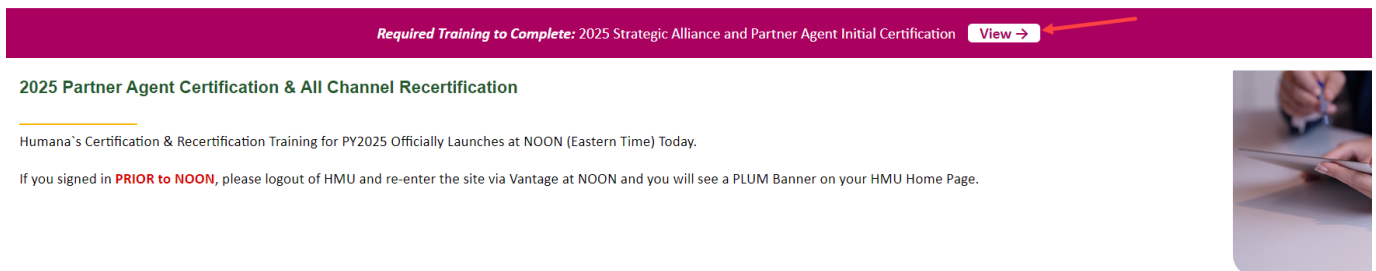 Required Training to Complete: 2025 Strategic Alliance and Partner Agent Initial Certification View →
2025 Partner Agent Certification & All Channel Recertification
Humana`s Certification & Recertification Training for PY2025 Officially Launches at NOON (Eastern Time) Today.
If you signed in PRIOR to NOON, please logout of HMU and re-enter the site via Vantage at NOON and you will see a PLUM Banner on your HMU Home Page.